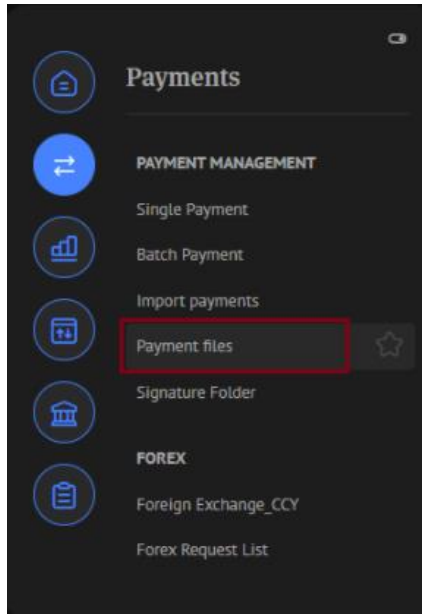 Payments
PAYMENT MANAGEMENT
Single Payment
Batch Payment
Import payments
Payment files
Signature Folder
FOREX
Foreign Exchange_CCY
Forex Request List